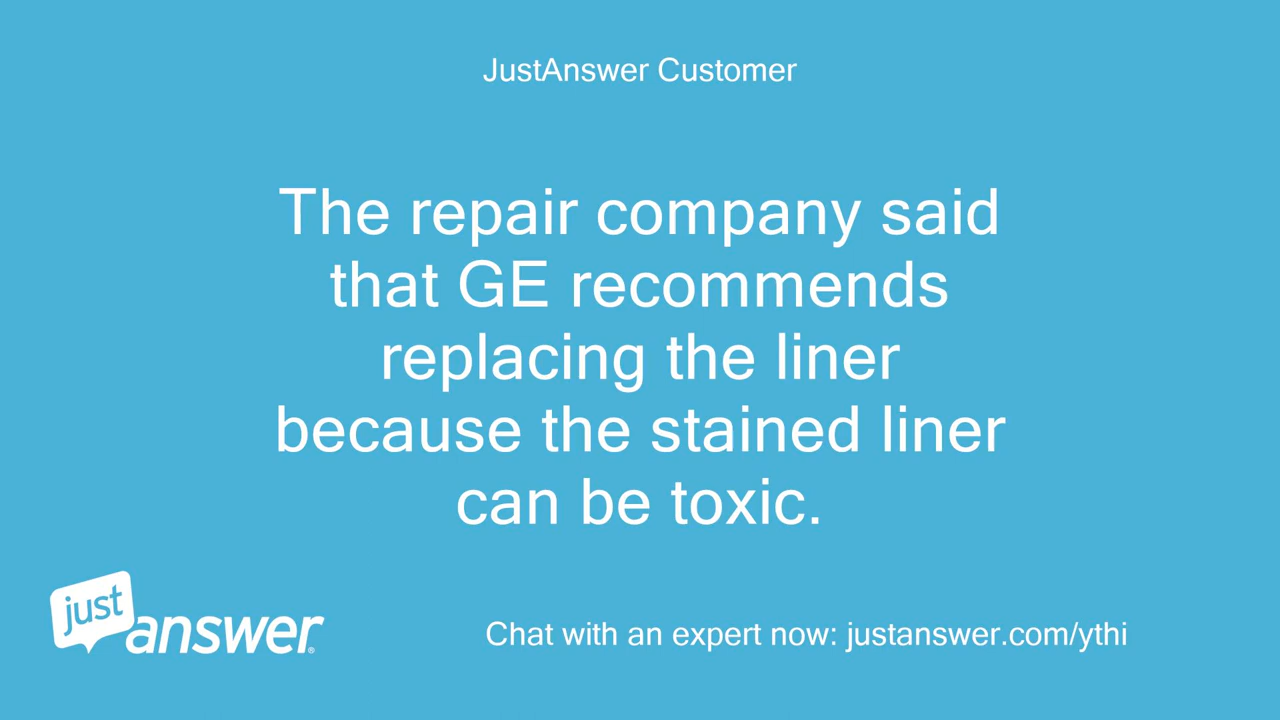 JustAnswer Customer
The repair company said
that GE recommends
replacing the liner
because the stained liner
can be toxic.
just
answer®
Chat with an expert now: justanswer.com/ythi